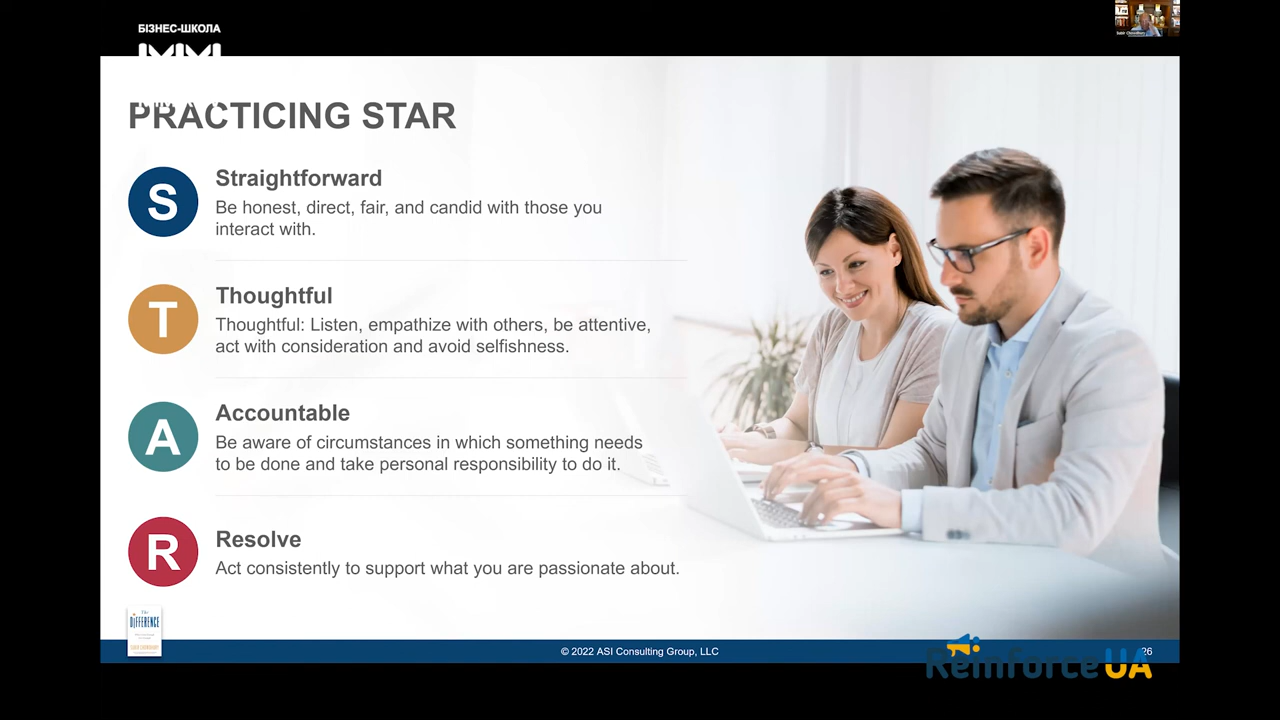 БІЗНЕС-ШКОЛА
PRACTICING STAR
S
Straightforward
Be honest, direct, fair, and candid with those you
interact with.
T
Thoughtful
Thoughtful: Listen, empathize with others, be attentive,
act with consideration and avoid selfishness.
A
Accountable
Be aware of circumstances in which something needs
to be done and take personal responsibility to do it.
R
Resolve
Act consistently to support what you are passionate about.
The
DIFFERENCE
© 2022 ASI Consulting Group, LLC
26
ReinforceUA